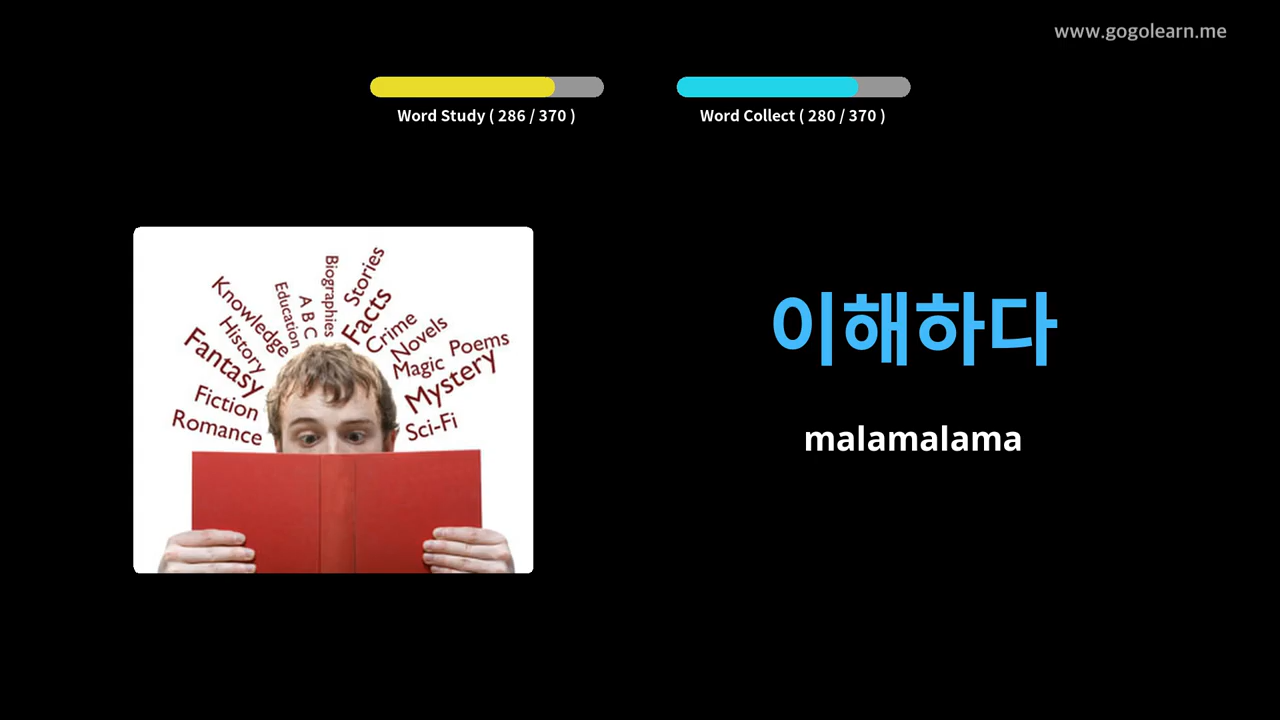 www.gogolearn.me
Word Study ( 286 / 370 )
Word Collect ( 280 / 370 )
Stories
Biographies
Facts
A B C
Education
Knowledge
Crime
History
Novels
Poems
Fantasy
Magic
Mystery
Fiction
Romance
Sci-Fi
이해하다
malamalama